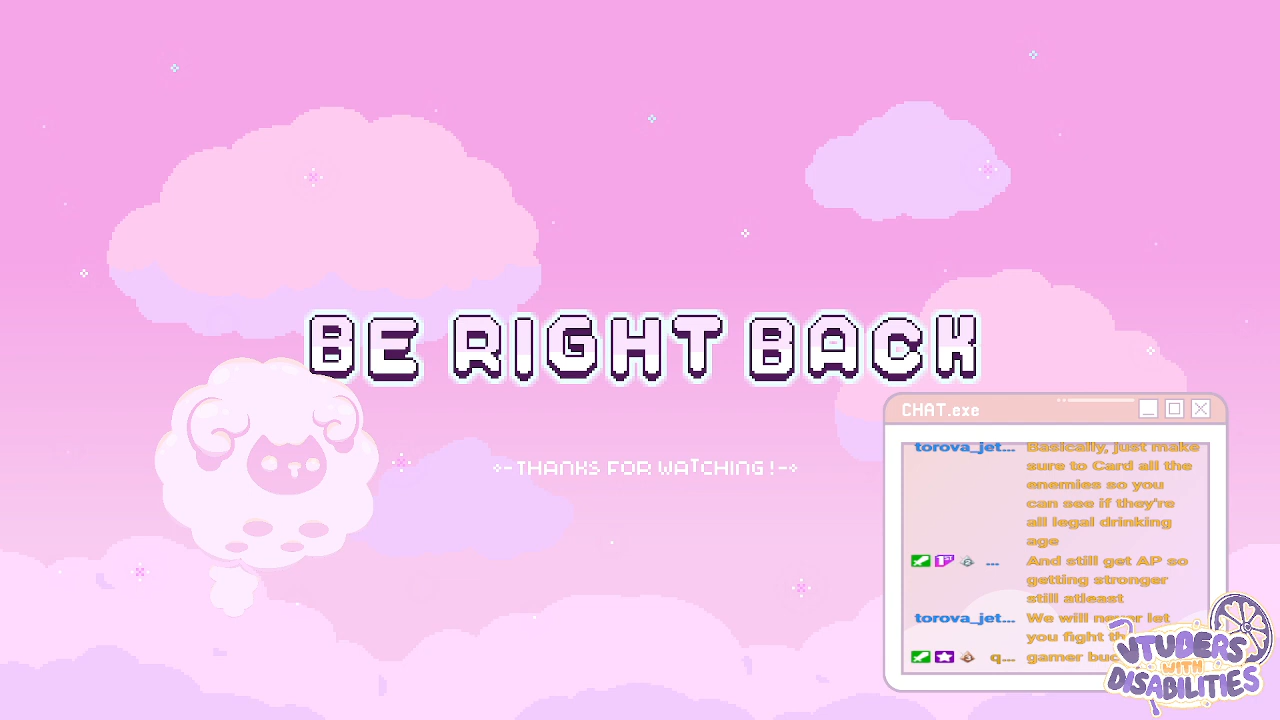 BE RIGHT BACK
-THANKS FOR WATCHING!-
CHAT.exe
torova_jet... Basically, just make
sure to Card all the
enemies so you
can see if they're
all legal drinking
age
... And still get AP so
getting stronger
still atleast
torova_jet... We will never let
you fight
q... gamer
VTUBERS
WITH
DISABILITIES